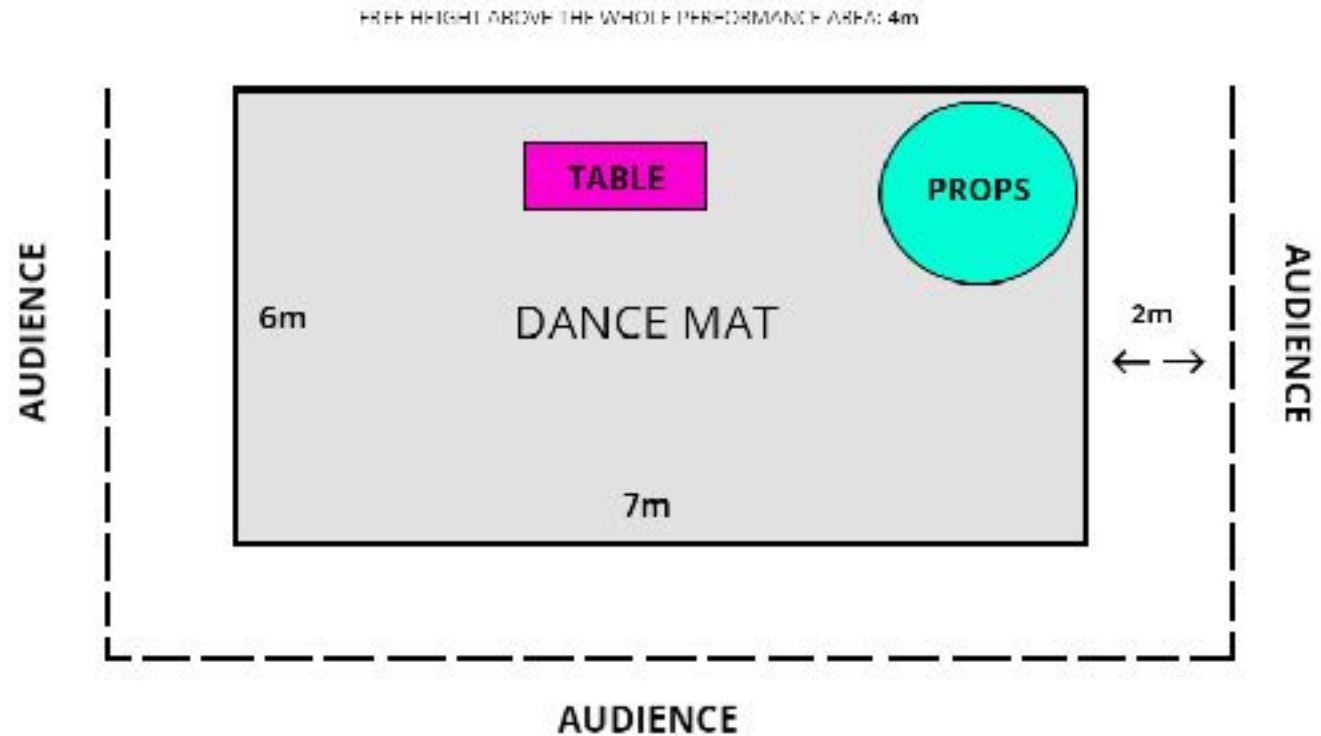 FREE HEIGHT ABOVE THE WHOLE PERFORMANCE AREA: 4m
TABLE
PROPS
AUDIENCE
6m
DANCE MAT
2m
AUDIENCE
7m
AUDIENCE